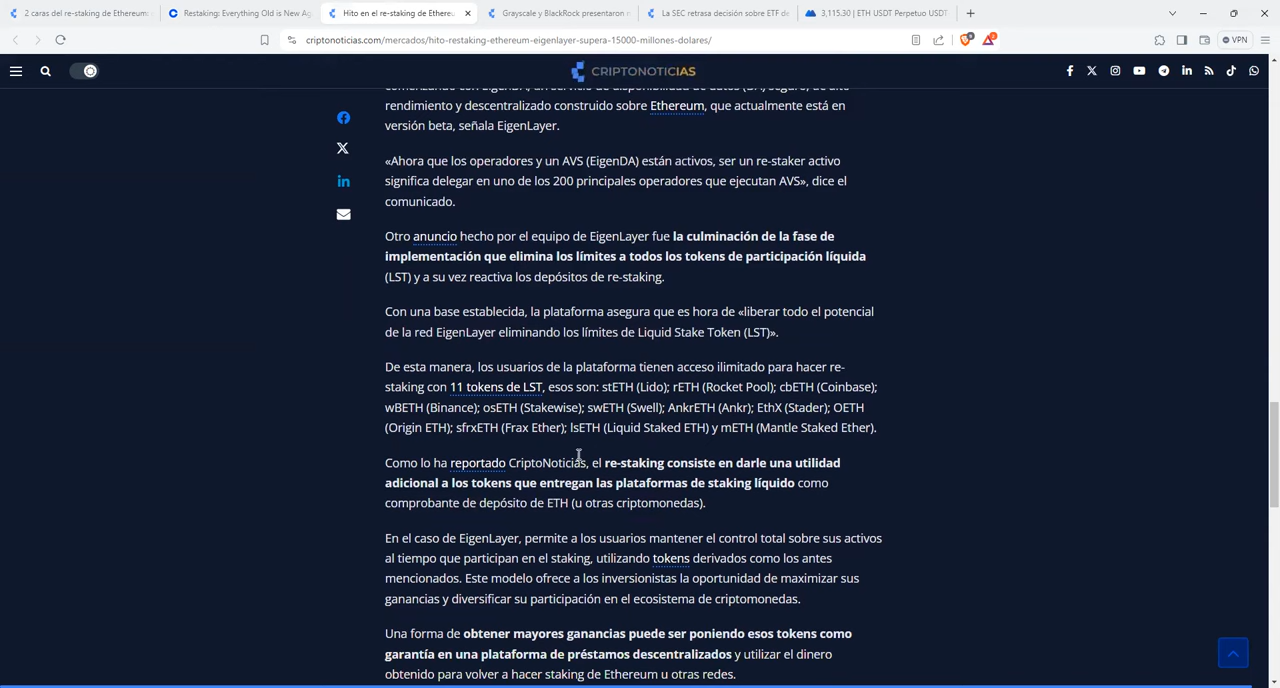 2 caras del re-staking de Ethereum:
Restaking: Everything Old is New Ag
Hito en el re-staking de Ethereu
Grayscale y BlackRock presentaron n
La SEC retrasa decisión sobre ETF de
3,115.30 | ETH USDT Perpetuo USDT
criptonoticias.com/mercados/hito-restaking-ethereum-eigenlayer-supera-15000-millones-dolares/
VPN
CRIPTONOTICIAS
rendimiento y descentralizado construido sobre Ethereum, que actualmente está en
versión beta, señala EigenLayer.
«Ahora que los operadores y un AVS (EigenDA) están activos, ser un re-staker activo
significa delegar en uno de los 200 principales operadores que ejecutan AVS», dice el
comunicado.
Otro anuncio hecho por el equipo de EigenLayer fue la culminación de la fase de
implementación que elimina los límites a todos los tokens de participación líquida
(LST) y a su vez reactiva los depósitos de re-staking.
Con una base establecida, la plataforma asegura que es hora de «liberar todo el potencial
de la red EigenLayer eliminando los límites de Liquid Stake Token (LST)».
De esta manera, los usuarios de la plataforma tienen acceso ilimitado para hacer re-
staking con 11 tokens de LST, esos son: stETH (Lido); rETH (Rocket Pool); cbETH (Coinbase);
wBETH (Binance); osETH (Stakewise); swETH (Swell); AnkrETH (Ankr); EthX (Stader); OETH
(Origin ETH); sfrxETH (Frax Ether); lsETH (Liquid Staked ETH) y mETH (Mantle Staked Ether).
Como lo ha reportado CriptoNoticias, el re-staking consiste en darle una utilidad
adicional a los tokens que entregan las plataformas de staking líquido como
comprobante de depósito de ETH (u otras criptomonedas).
En el caso de EigenLayer, permite a los usuarios mantener el control total sobre sus activos
al tiempo que participan en el staking, utilizando tokens derivados como los antes
mencionados. Este modelo ofrece a los inversionistas la oportunidad de maximizar sus
ganancias y diversificar su participación en el ecosistema de criptomonedas.
Una forma de obtener mayores ganancias puede ser poniendo esos tokens como
garantía en una plataforma de préstamos descentralizados y utilizar el dinero
obtenido para volver a hacer staking de Ethereum u otras redes.